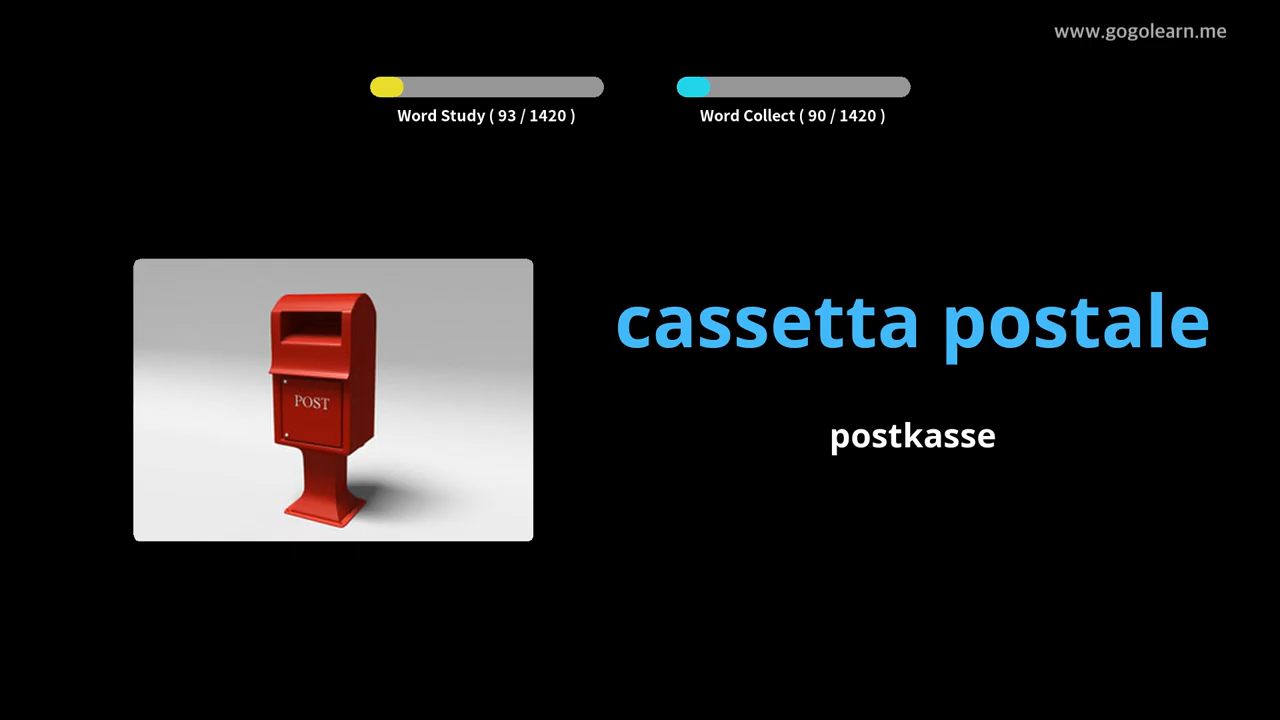 www.gogolearn.me
Word Study ( 93 / 1420 )
Word Collect ( 90 / 1420 )
cassetta postale
POST
postkasse